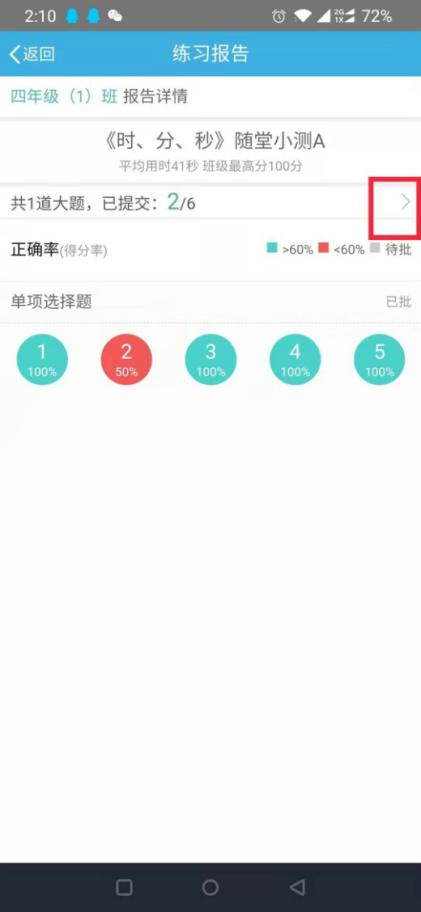 2:10 2G 1X 72%
返回 练习报告
四年级（1）班 报告详情
《时、分、秒》随堂小测A
平均用时41秒 班级最高分100分
共1道大题，已提交：2/6
正确率(得分率) >60% <60% 待批
单项选择题 已批
1 2 3 4 5
100% 50% 100% 100% 100%